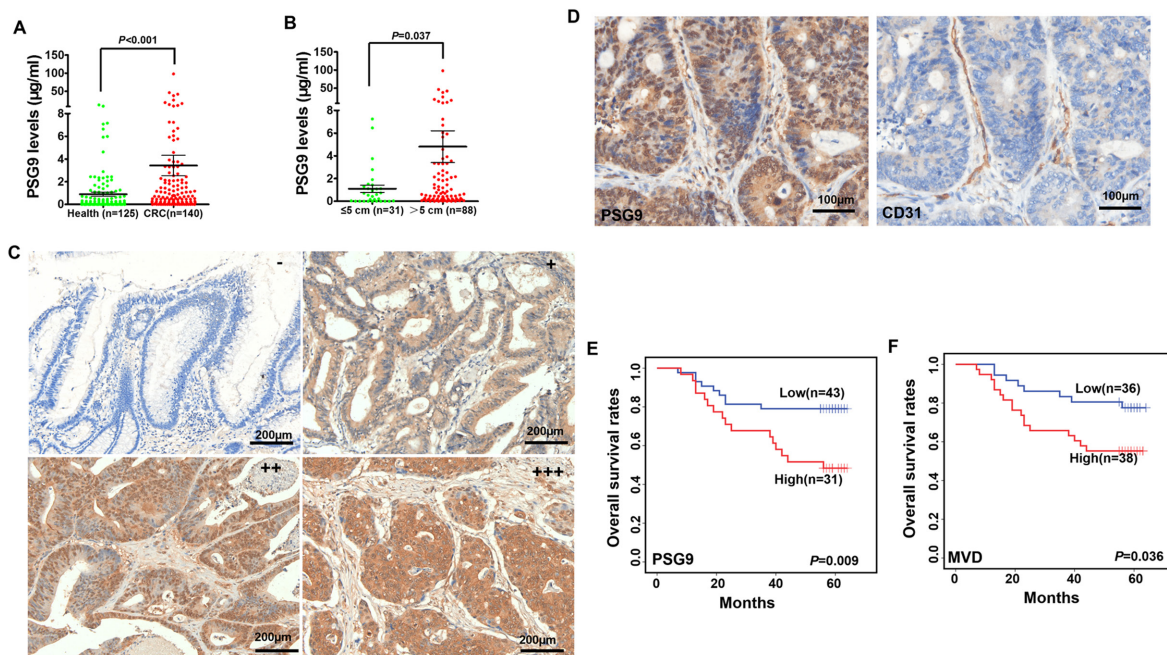 A
P<0.001
PSG9 levels (μg/ml)
150
100
50
8
6
4
2
0
Health (n=125)
CRC(n=140)
B
P=0.037
PSG9 levels (μg/ml)
150
100
50
8
6
4
2
0
≤5 cm (n=31)
>5 cm (n=88)
C
-
200μm
+
200μm
++
200μm
+++
200μm
D
PSG9
100μm
CD31
100μm
E
Overall survival rates
1.0
0.8
0.6
0.4
0.2
0.0
Low(n=43)
High(n=31)
PSG9
P=0.009
0
20
40
60
Months
F
Overall survival rates
1.0
0.8
0.6
0.4
0.2
0.0
Low(n=36)
High(n=38)
MVD
P=0.036
0
20
40
60
Months